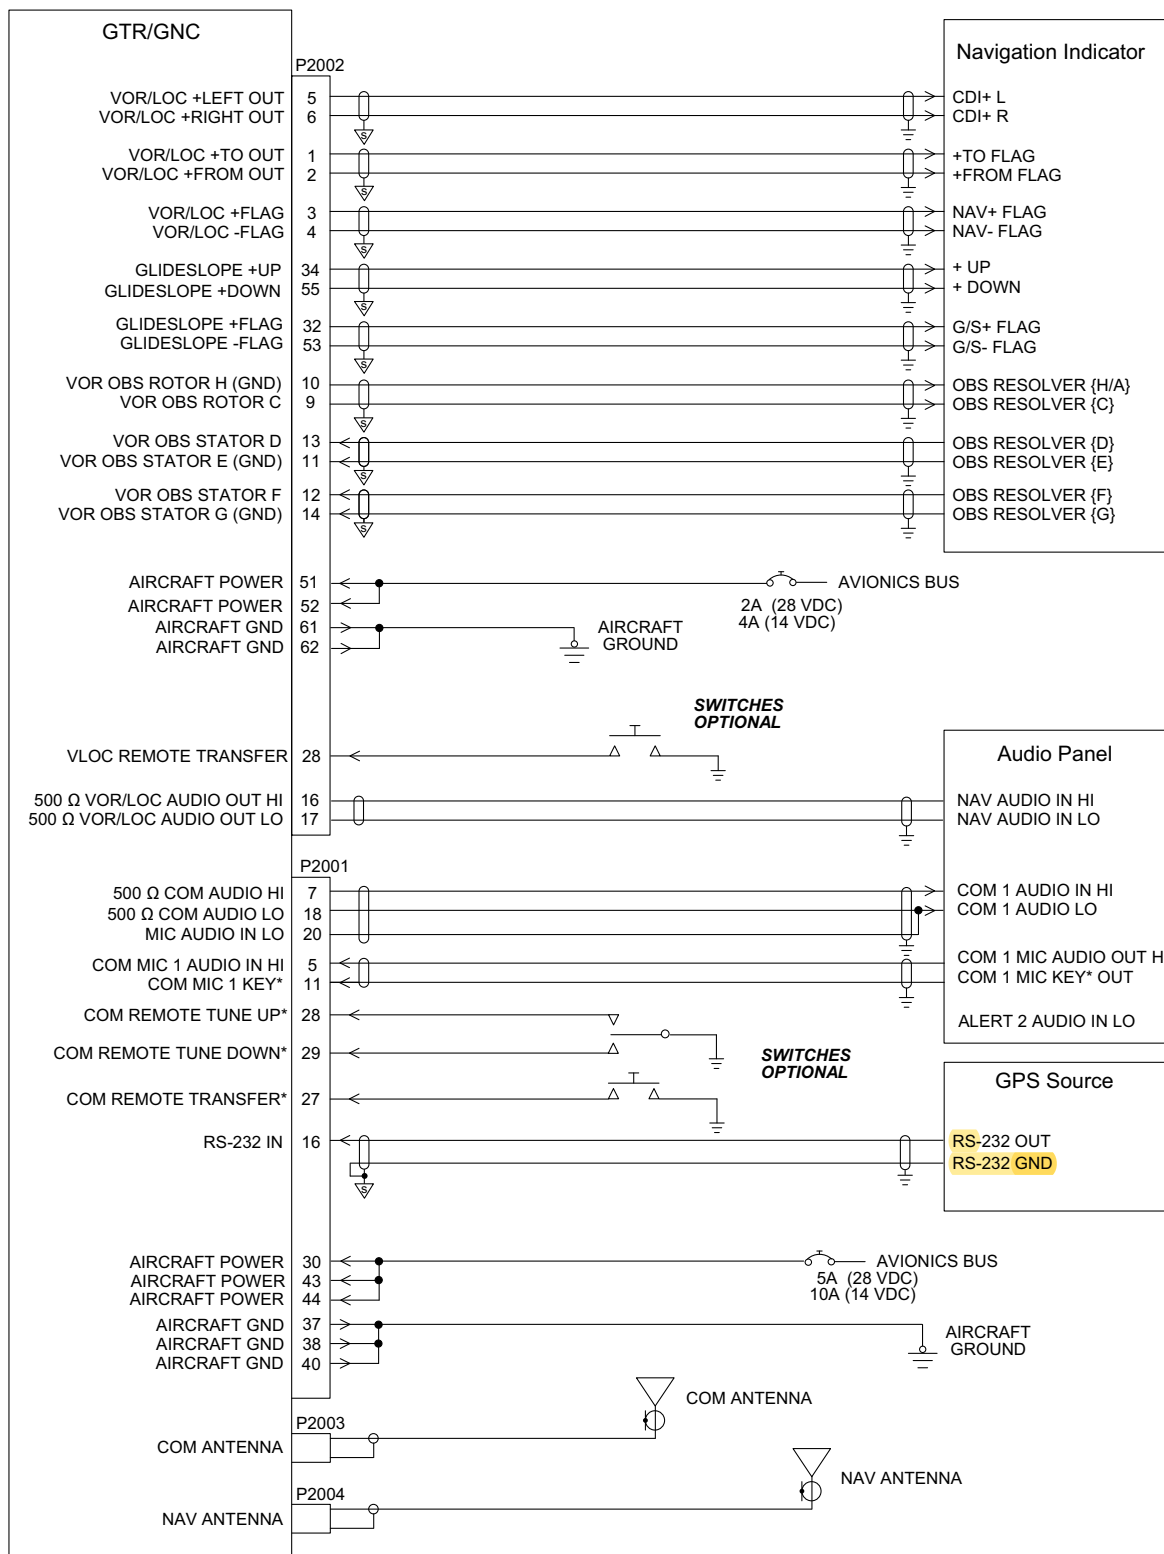 GTR/GNC
Navigation Indicator
P2002
VOR/LOC +LEFT OUT 5 CDI+ L
VOR/LOC +RIGHT OUT 6 CDI+ R
VOR/LOC +TO OUT 1 +TO FLAG
VOR/LOC +FROM OUT 2 +FROM FLAG
VOR/LOC +FLAG 3 NAV+ FLAG
VOR/LOC -FLAG 4 NAV- FLAG
GLIDESLOPE +UP 34 + UP
GLIDESLOPE +DOWN 55 + DOWN
GLIDESLOPE +FLAG 32 G/S+ FLAG
GLIDESLOPE -FLAG 53 G/S- FLAG
VOR OBS ROTOR H (GND) 10 OBS RESOLVER {H/A}
VOR OBS ROTOR C 9 OBS RESOLVER {C}
VOR OBS STATOR D 13 OBS RESOLVER {D}
VOR OBS STATOR E (GND) 11 OBS RESOLVER {E}
VOR OBS STATOR F 12 OBS RESOLVER {F}
VOR OBS STATOR G (GND) 14 OBS RESOLVER {G}
S
S
S
S
S
S
S
S
AIRCRAFT POWER 51 AVIONICS BUS
AIRCRAFT POWER 52 2A (28 VDC)
4A (14 VDC)
AIRCRAFT GND 61 AIRCRAFT
AIRCRAFT GND 62 GROUND
SWITCHES
OPTIONAL
VLOC REMOTE TRANSFER 28
Audio Panel
500 Ω VOR/LOC AUDIO OUT HI 16 NAV AUDIO IN HI
500 Ω VOR/LOC AUDIO OUT LO 17 NAV AUDIO IN LO
P2001
500 Ω COM AUDIO HI 7 COM 1 AUDIO IN HI
500 Ω COM AUDIO LO 18 COM 1 AUDIO LO
MIC AUDIO IN LO 20
COM MIC 1 AUDIO IN HI 5 COM 1 MIC AUDIO OUT H
COM MIC 1 KEY* 11 COM 1 MIC KEY* OUT
COM REMOTE TUNE UP* 28 ALERT 2 AUDIO IN LO
COM REMOTE TUNE DOWN* 29
SWITCHES
OPTIONAL
GPS Source
COM REMOTE TRANSFER* 27
RS-232 IN 16 RS-232 OUT
RS-232 GND
S
AIRCRAFT POWER 30 AVIONICS BUS
AIRCRAFT POWER 43 5A (28 VDC)
AIRCRAFT POWER 44 10A (14 VDC)
AIRCRAFT GND 37 AIRCRAFT
AIRCRAFT GND 38 GROUND
AIRCRAFT GND 40
COM ANTENNA
P2003
COM ANTENNA
NAV ANTENNA
P2004
NAV ANTENNA